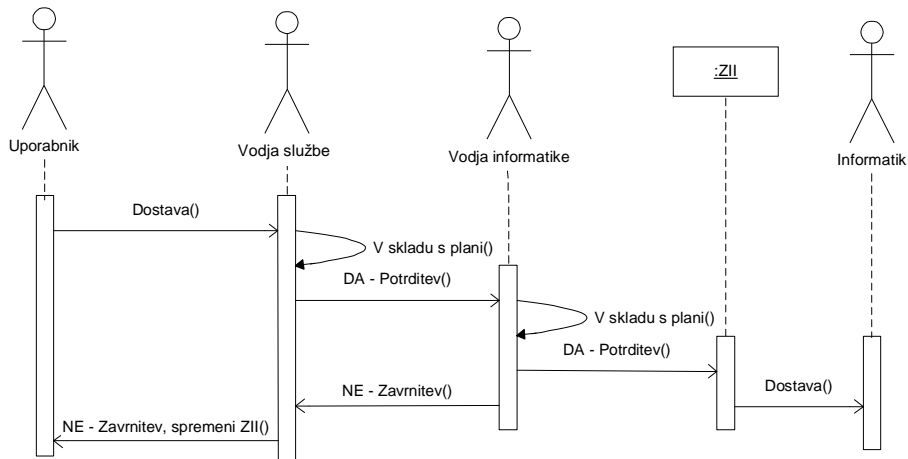 :ZII
Uporabnik
Vodja službe
Vodja informatike
Informatik
Dostava()
V skladu s plani()
DA - Potrditev()
V skladu s plani()
DA - Potrditev()
NE - Zavrnitev()
Dostava()
NE - Zavrnitev, spremeni ZII()